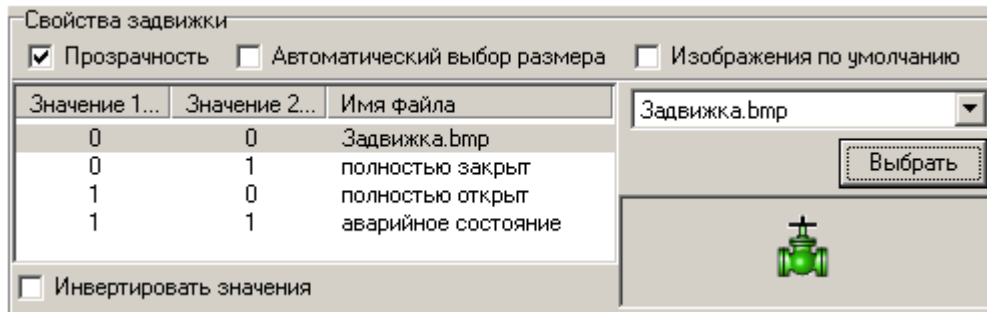 Свойства задвижки
Прозрачность Автоматический выбор размера Изображения по умолчанию
Значение 1... Значение 2... Имя файла
0 0 Задвижка.bmp
0 1 полностью закрыт
1 0 полностью открыт
1 1 аварийное состояние
Инвертировать значения
Задвижка.bmp
Выбрать